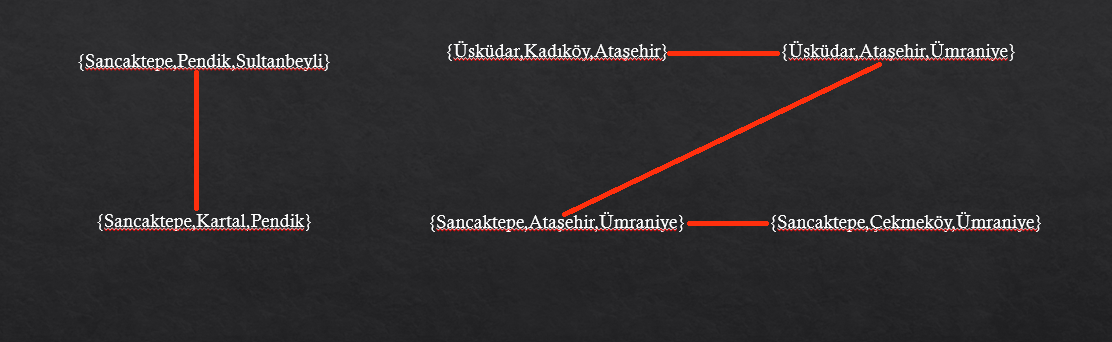 {Sancaktepe,Pendik,Sultanbeyli}
{Üsküdar,Kadıköy,Ataşehir}
{Üsküdar,Ataşehir,Ümraniye}
{Sancaktepe,Kartal,Pendik}
{Sancaktepe,Ataşehir,Ümraniye}
{Sancaktepe,Çekmeköy,Ümraniye}